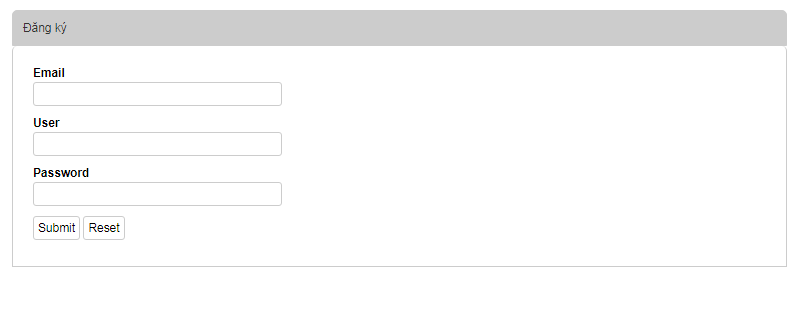 Đăng ký
Email
User
Password
Submit Reset